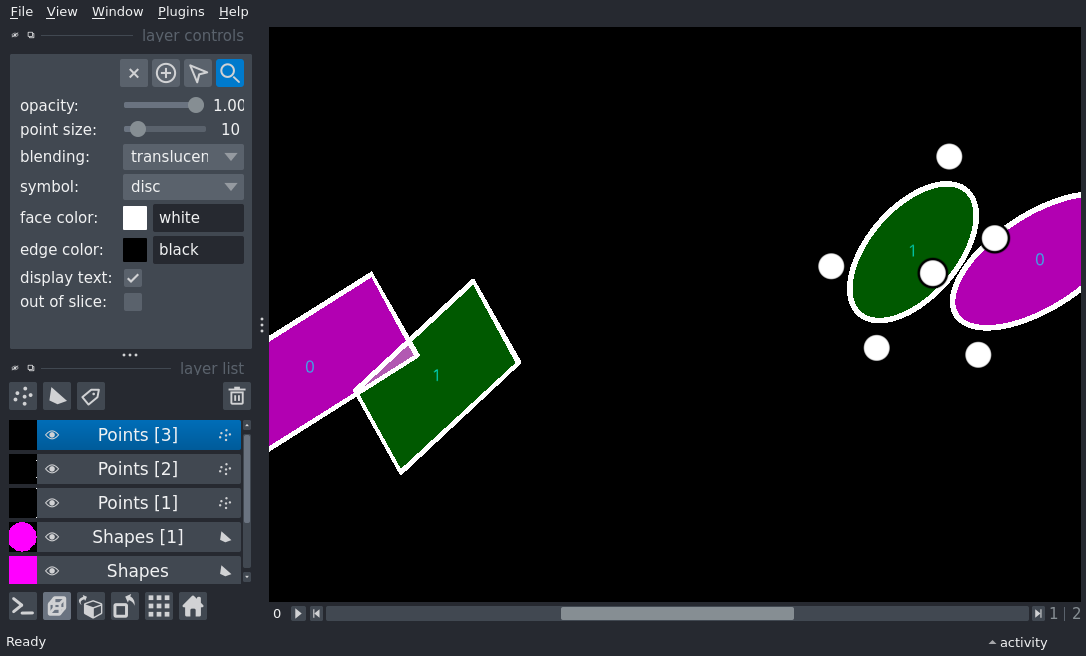 File View Window Plugins Help
layer controls
opacity: 1.00
point size: 10
blending: translucen
symbol: disc
face color: white
edge color: black
display text:
out of slice:
layer list
Points [3]
Points [2]
Points [1]
Shapes [1]
Shapes
0
1
1
0
0 1 | 2
Ready activity